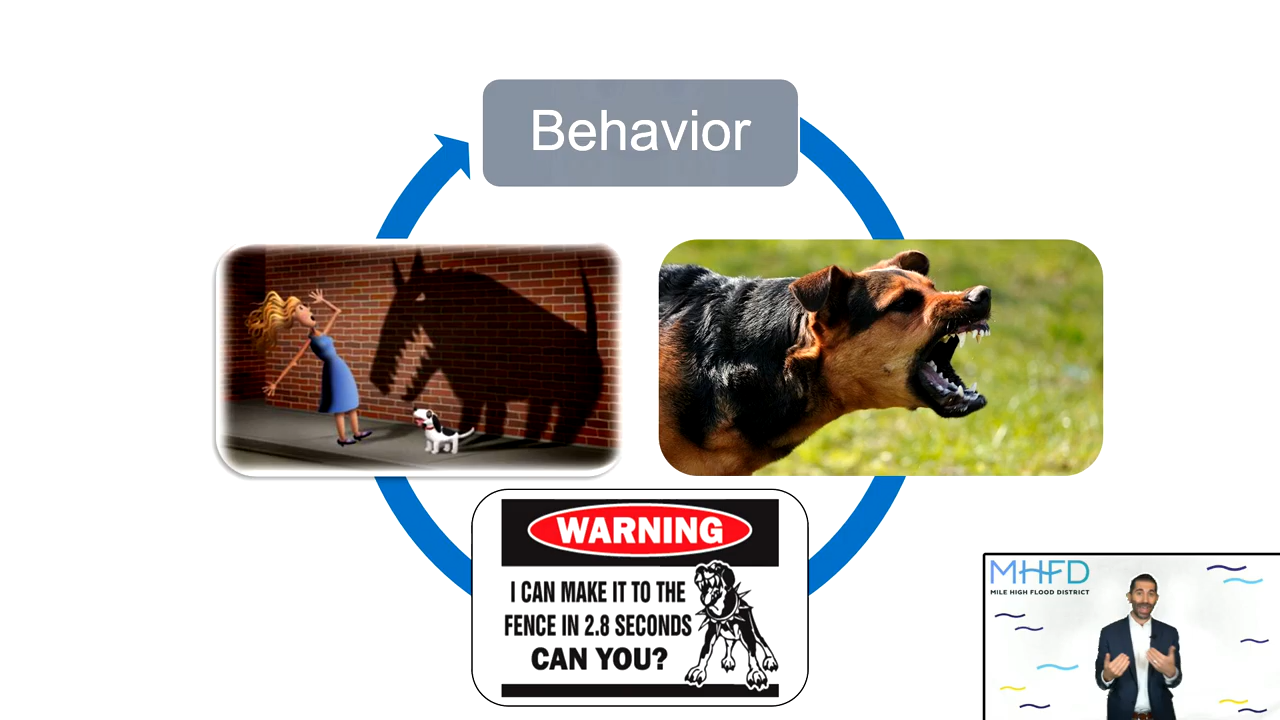 Behavior
WARNING
I CAN MAKE IT TO THE
FENCE IN 2.8 SECONDS
CAN YOU?
MHFD
MILE HIGH FLOOD DISTRICT